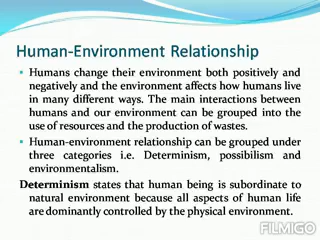 Human-Environment Relationship
Humans change their environment both positively and
negatively and the environment affects how humans live
in many different ways. The main interactions between
humans and our environment can be grouped into the
use of resources and the production of wastes.
Human-environment relationship can be grouped under
three categories i.e. Determinism, possibilism and
environmentalism.
Determinism states that human being is subordinate to
natural environment because all aspects of human life
are dominantly controlled by the physical environment.
FILMIGO